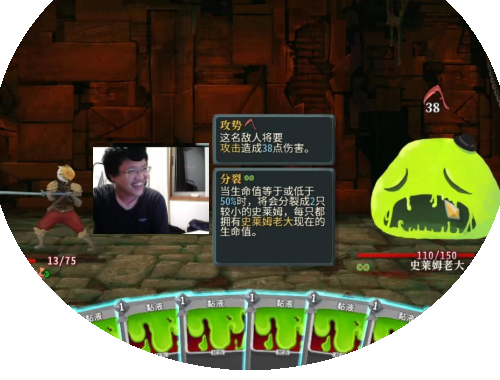 38
攻势
这名敌人将要
攻击造成38点伤害。
分裂
当生命值等于或低于
50%时，将会分裂成2只
较小的史莱姆，每只都
拥有史莱姆老大现在的
生命值。
13/75
110/150
史莱姆老大
1 黏液
1 黏液
1 黏液
1 黏液
1 黏液
黏液